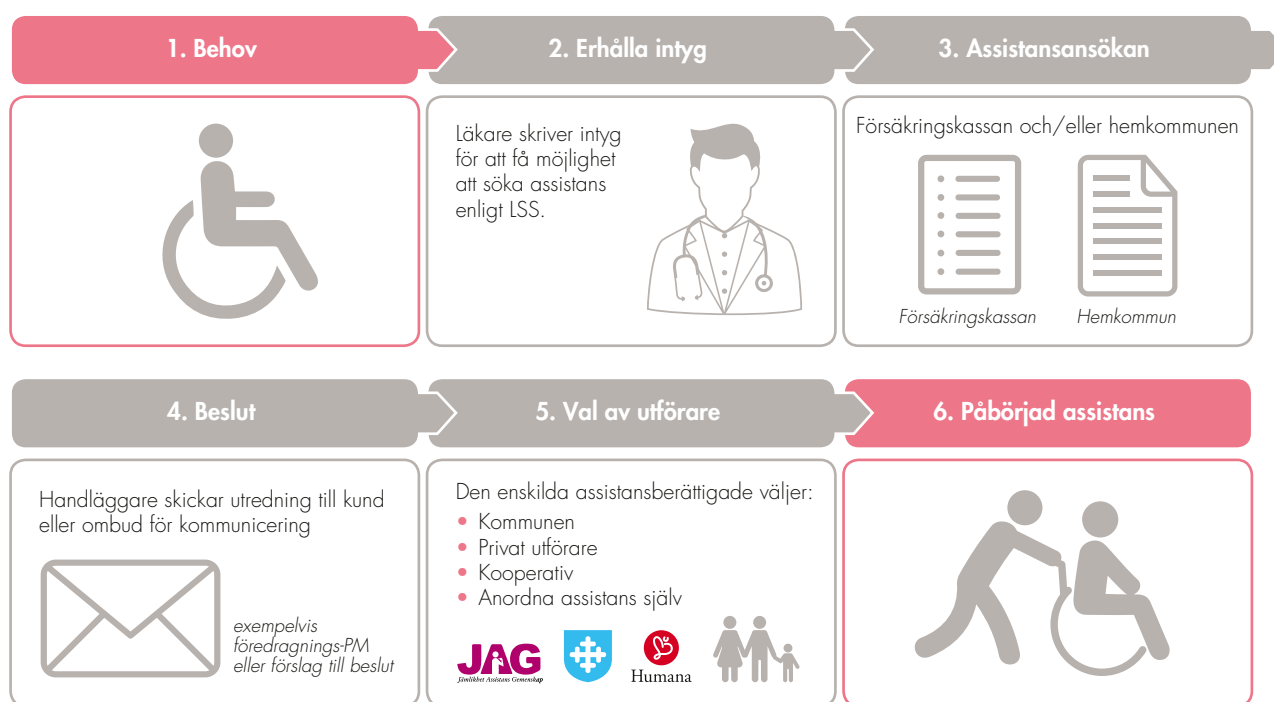 1. Behov
2. Erhålla intyg
3. Assistansansökan
Läkare skriver intyg
för att få möjlighet
att söka assistans
enligt LSS.
Försäkringskassan och/eller hemkommunen
Försäkringskassan
Hemkommun
4. Beslut
5. Val av utförare
6. Påbörjad assistans
Handläggare skickar utredning till kund
eller ombud för kommunicering
exempelvis
föredragnings-PM
eller förslag till beslut
Den enskilda assistansberättigade väljer:
• Kommunen
• Privat utförare
• Kooperativ
• Anordna assistans själv
JAG
Jämlikhet Assistans Gemenskap
Humana